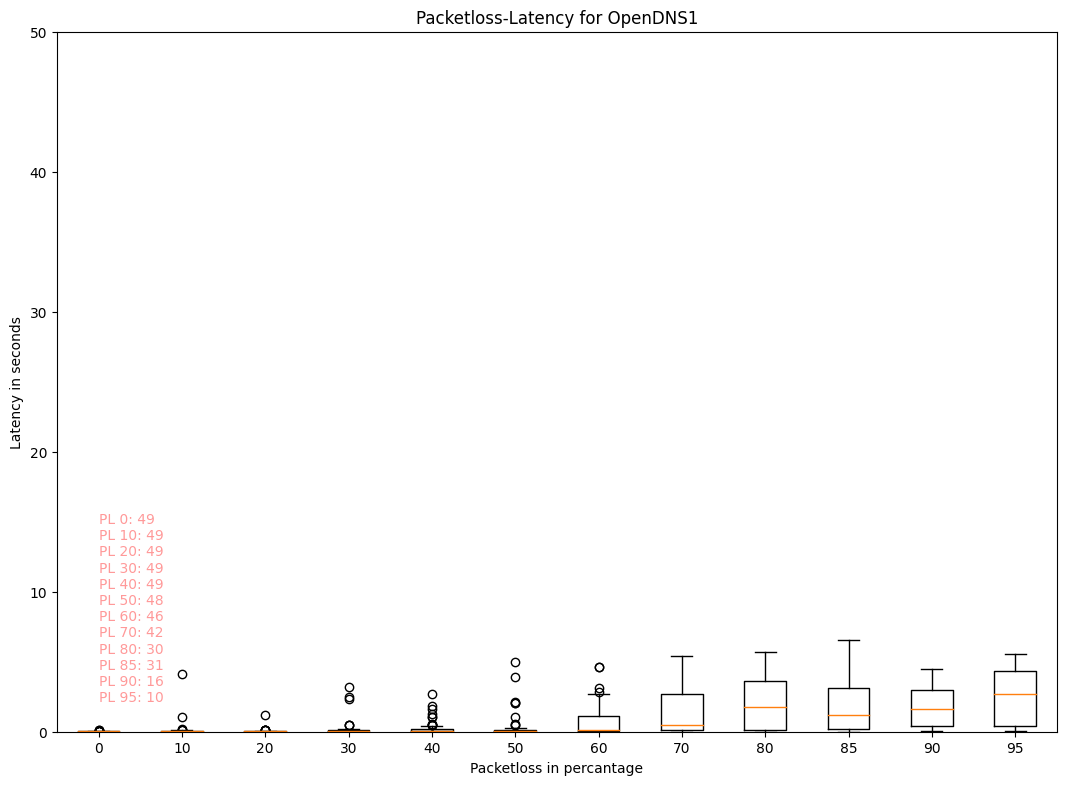 Packetloss-Latency for OpenDNS1
50
40
30
20
10
0
Latency in seconds
PL 0: 49
PL 10: 49
PL 20: 49
PL 30: 49
PL 40: 49
PL 50: 48
PL 60: 46
PL 70: 42
PL 80: 30
PL 85: 31
PL 90: 16
PL 95: 10
0 10 20 30 40 50 60 70 80 85 90 95
Packetloss in percantage